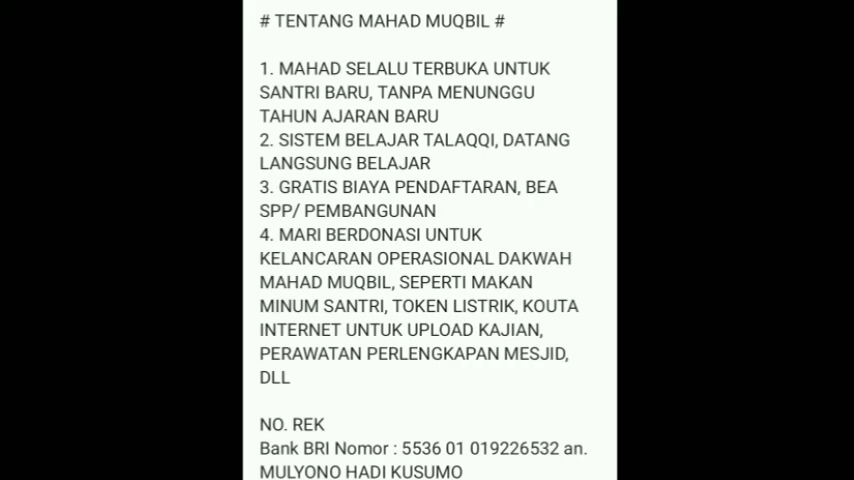 # TENTANG MAHAD MUQBIL #
1. MAHAD SELALU TERBUKA UNTUK
SANTRI BARU, TANPA MENUNGGU
TAHUN AJARAN BARU
2. SISTEM BELAJAR TALAQQI, DATANG
LANGSUNG BELAJAR
3. GRATIS BIAYA PENDAFTARAN, BEA
SPP/ PEMBANGUNAN
4. MARI BERDONASI UNTUK
KELANCARAN OPERASIONAL DAKWAH
MAHAD MUQBIL, SEPERTI MAKAN
MINUM SANTRI, TOKEN LISTRIK, KOUTA
INTERNET UNTUK UPLOAD KAJIAN,
PERAWATAN PERLENGKAPAN MESJID,
DLL
NO. REK
Bank BRI Nomor : 5536 01 019226532 an.
MULYONO HADI KUSUMO